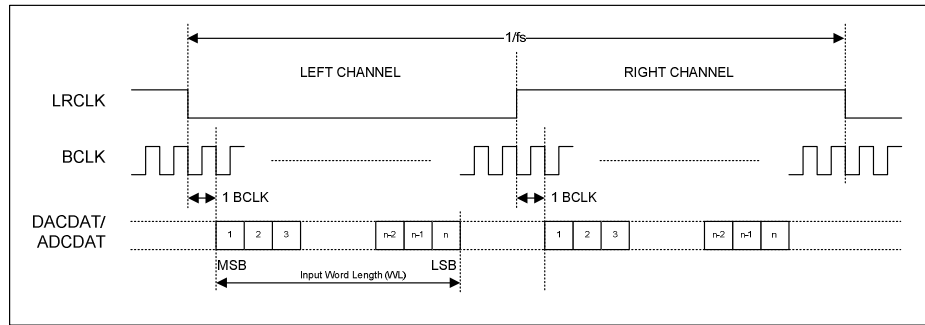 1/fs
LEFT CHANNEL RIGHT CHANNEL
LRCLK
BCLK
1 BCLK 1 BCLK
DACDAT/
ADCDAT
1 2 3 n-2 n-1 n 1 2 3 n-2 n-1 n
MSB LSB
Input Word Length (WL)